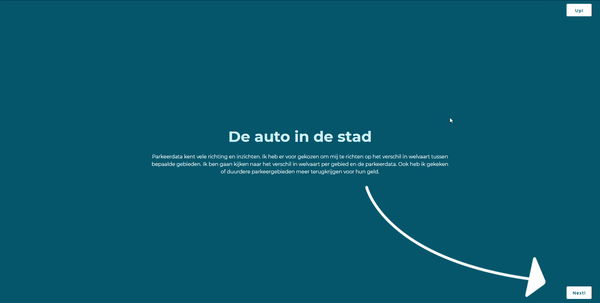 Up!
De auto in de stad
Parkeerdata kent vele richting en inzichten. Ik heb er voor gekozen om mij te richten op het verschil in welvaart tussen
bepaalde gebieden. Ik ben gaan kijken naar het verschil in welvaart per gebied en de parkeerdata. Ook heb ik gekeken
of duurdere parkeergebieden meer terugkrijgen voor hun geld.
Next!